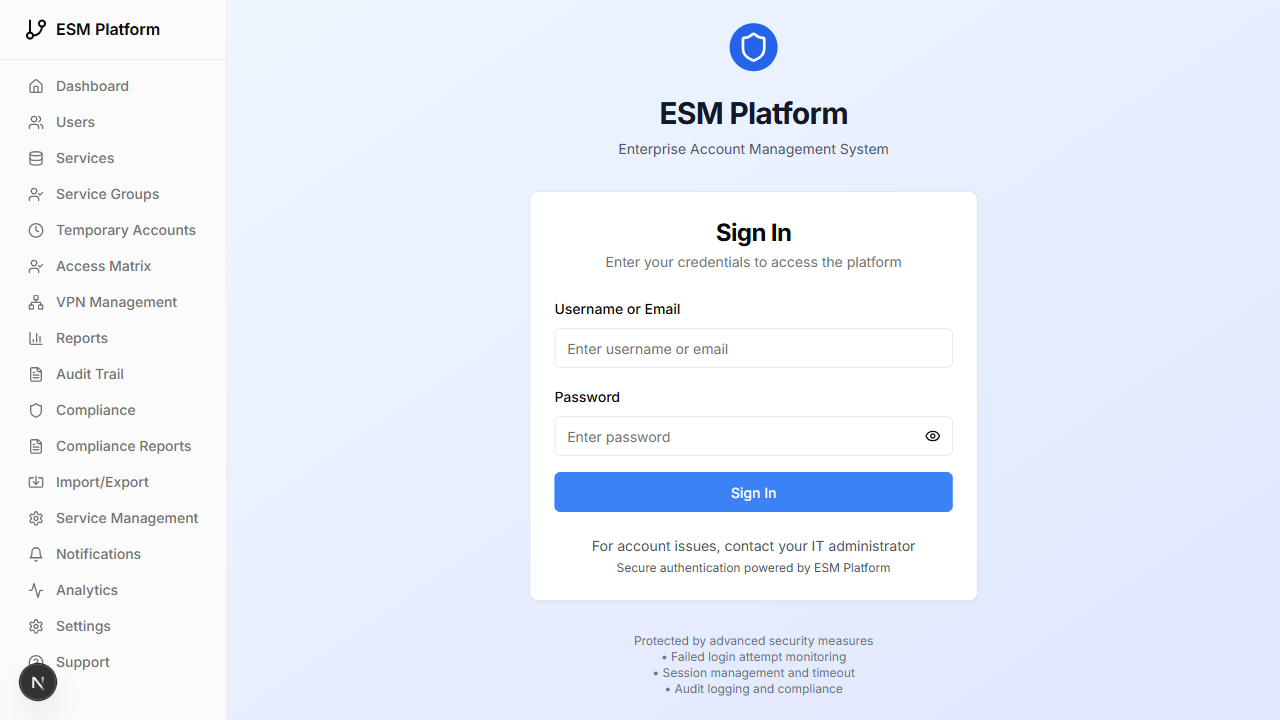 ESM Platform
Dashboard
Users
Services
Service Groups
Temporary Accounts
Access Matrix
VPN Management
Reports
Audit Trail
Compliance
Compliance Reports
Import/Export
Service Management
Notifications
Analytics
Settings
Support
N
ESM Platform
Enterprise Account Management System
Sign In
Enter your credentials to access the platform
Username or Email
Enter username or email
Password
Enter password
Sign In
For account issues, contact your IT administrator
Secure authentication powered by ESM Platform
Protected by advanced security measures
• Failed login attempt monitoring
• Session management and timeout
• Audit logging and compliance